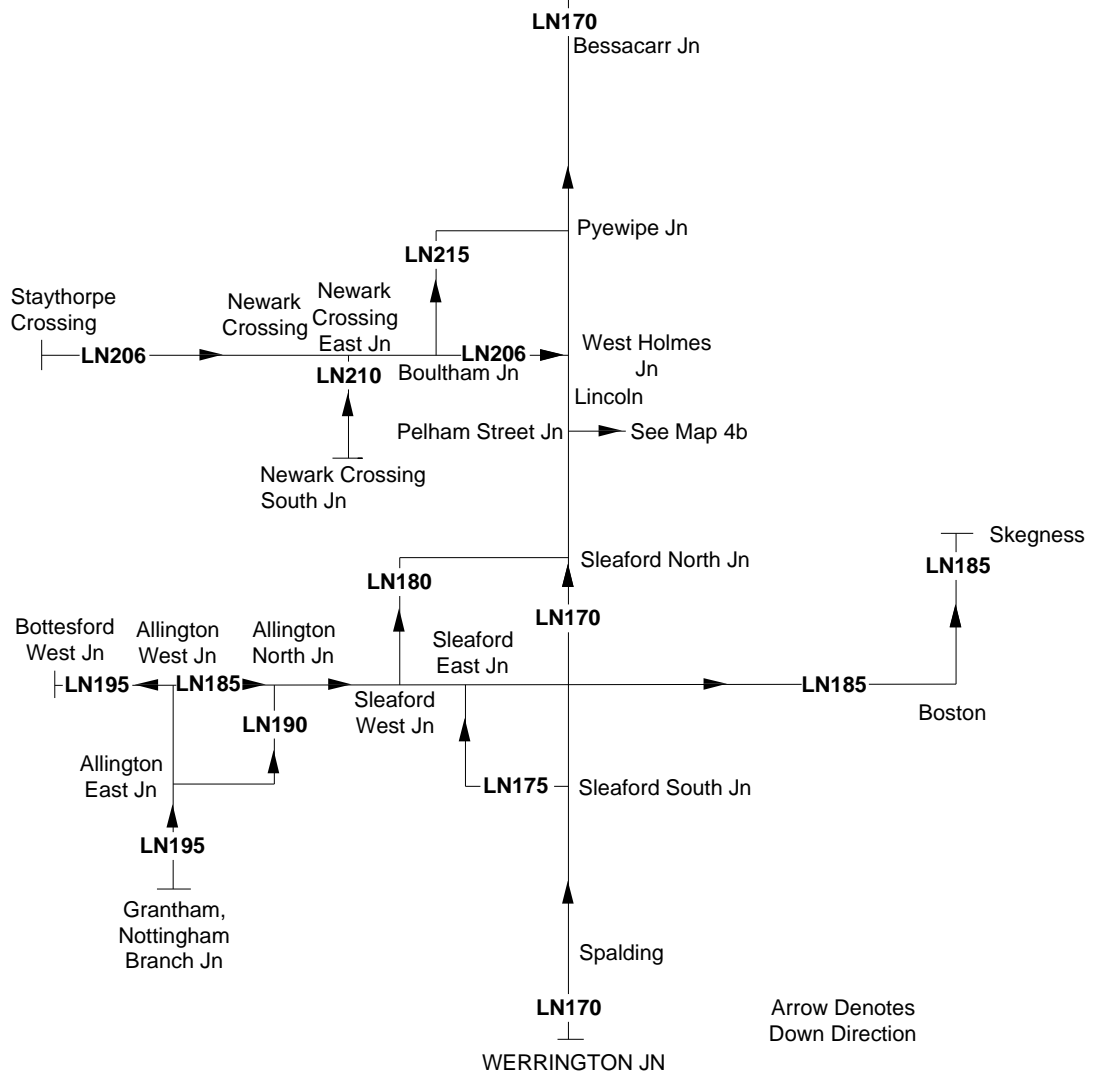 LN170
Bessacarr Jn
Pyewipe Jn
LN215
Staythorpe
Crossing
Newark
Crossing
Newark
Crossing
East Jn
LN206
LN206
West Holmes
Jn
LN210
Boultham Jn
Lincoln
Pelham Street Jn
See Map 4b
Newark Crossing
South Jn
Skegness
Sleaford North Jn
LN185
LN180
LN170
Bottesford
West Jn
Allington
West Jn
Allington
North Jn
Sleaford
East Jn
LN195
LN185
LN185
Sleaford
West Jn
Boston
LN190
Allington
East Jn
LN175
Sleaford South Jn
LN195
Grantham,
Nottingham
Branch Jn
Spalding
LN170
Arrow Denotes
Down Direction
WERRINGTON JN